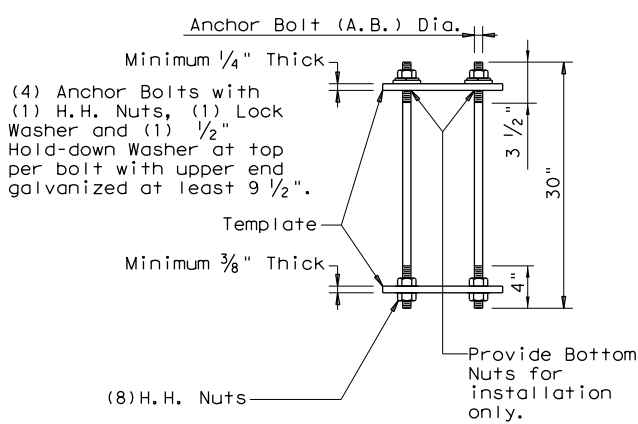 Anchor Bolt (A.B.) Dia.
Minimum 1/4" Thick
(4) Anchor Bolts with
(1) H.H. Nuts, (1) Lock
Washer and (1) 1/2"
Hold-down Washer at top
per bolt with upper end
galvanized at least 9 1/2".
3 1/2"
30"
Template
Minimum 3/8" Thick
4"
Provide Bottom
Nuts for
installation
only.
(8)H.H. Nuts